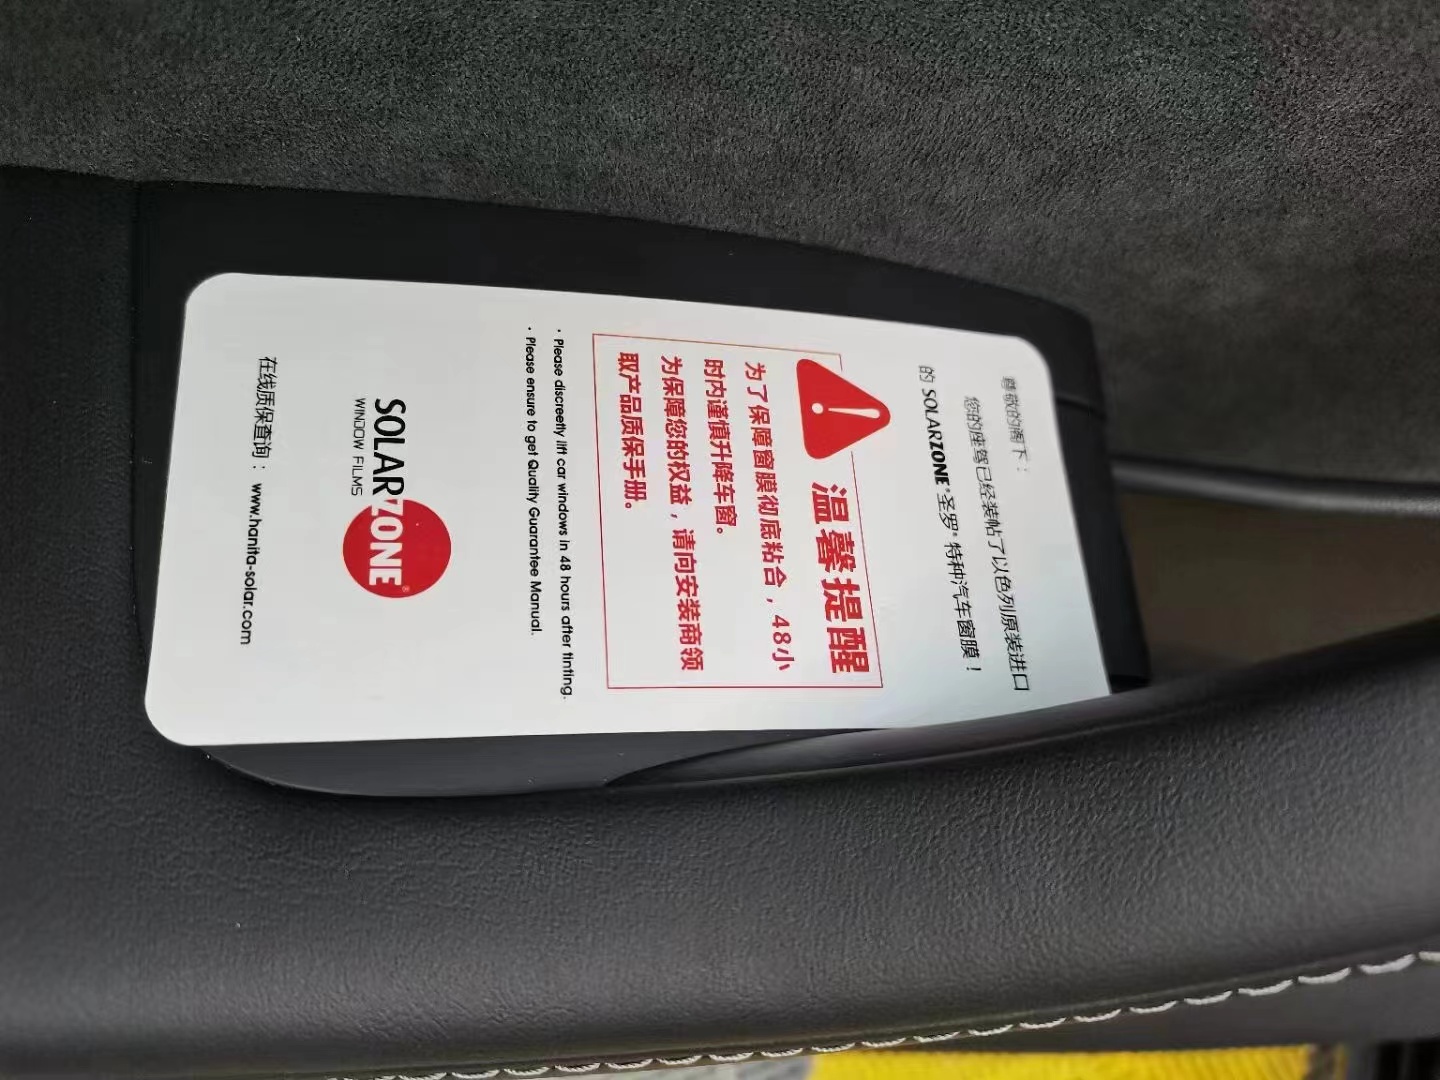 尊敬的阁下：
您的座驾已经装帖了以色列原装进口
的 SOLARZONE® 圣罗® 特种汽车窗膜！
温馨提醒
为了保障窗膜彻底粘合，48小
时内谨慎升降车窗。
为保障您的权益，请向安装商领
取产品质保手册。
· Please discreetly lift car windows in 48 hours after tinting.
· Please ensure to get Quality Guarantee Manual.
SOLARZONE®
WINDOW FILMS
在线质保查询：www.hanita-solar.com